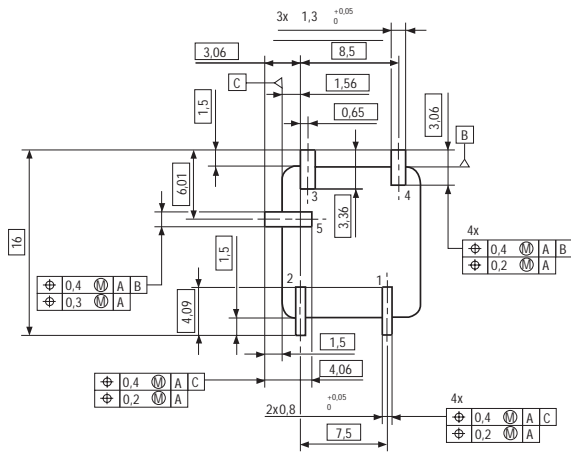 3x 1,3 +0,05
0
3,06
8,5
C
1,56
1,5
0,65
3,06
B
6,01
3
4
3,36
16
5
4x
⌖ 0,4 Ⓜ A B
⌖ 0,2 Ⓜ A
⌖ 0,4 Ⓜ A B
⌖ 0,3 Ⓜ A
1,5
2
1
4,09
1,5
4,06
⌖ 0,4 Ⓜ A C
⌖ 0,2 Ⓜ A
2x0,8 +0,05
0
4x
⌖ 0,4 Ⓜ A C
⌖ 0,2 Ⓜ A
7,5